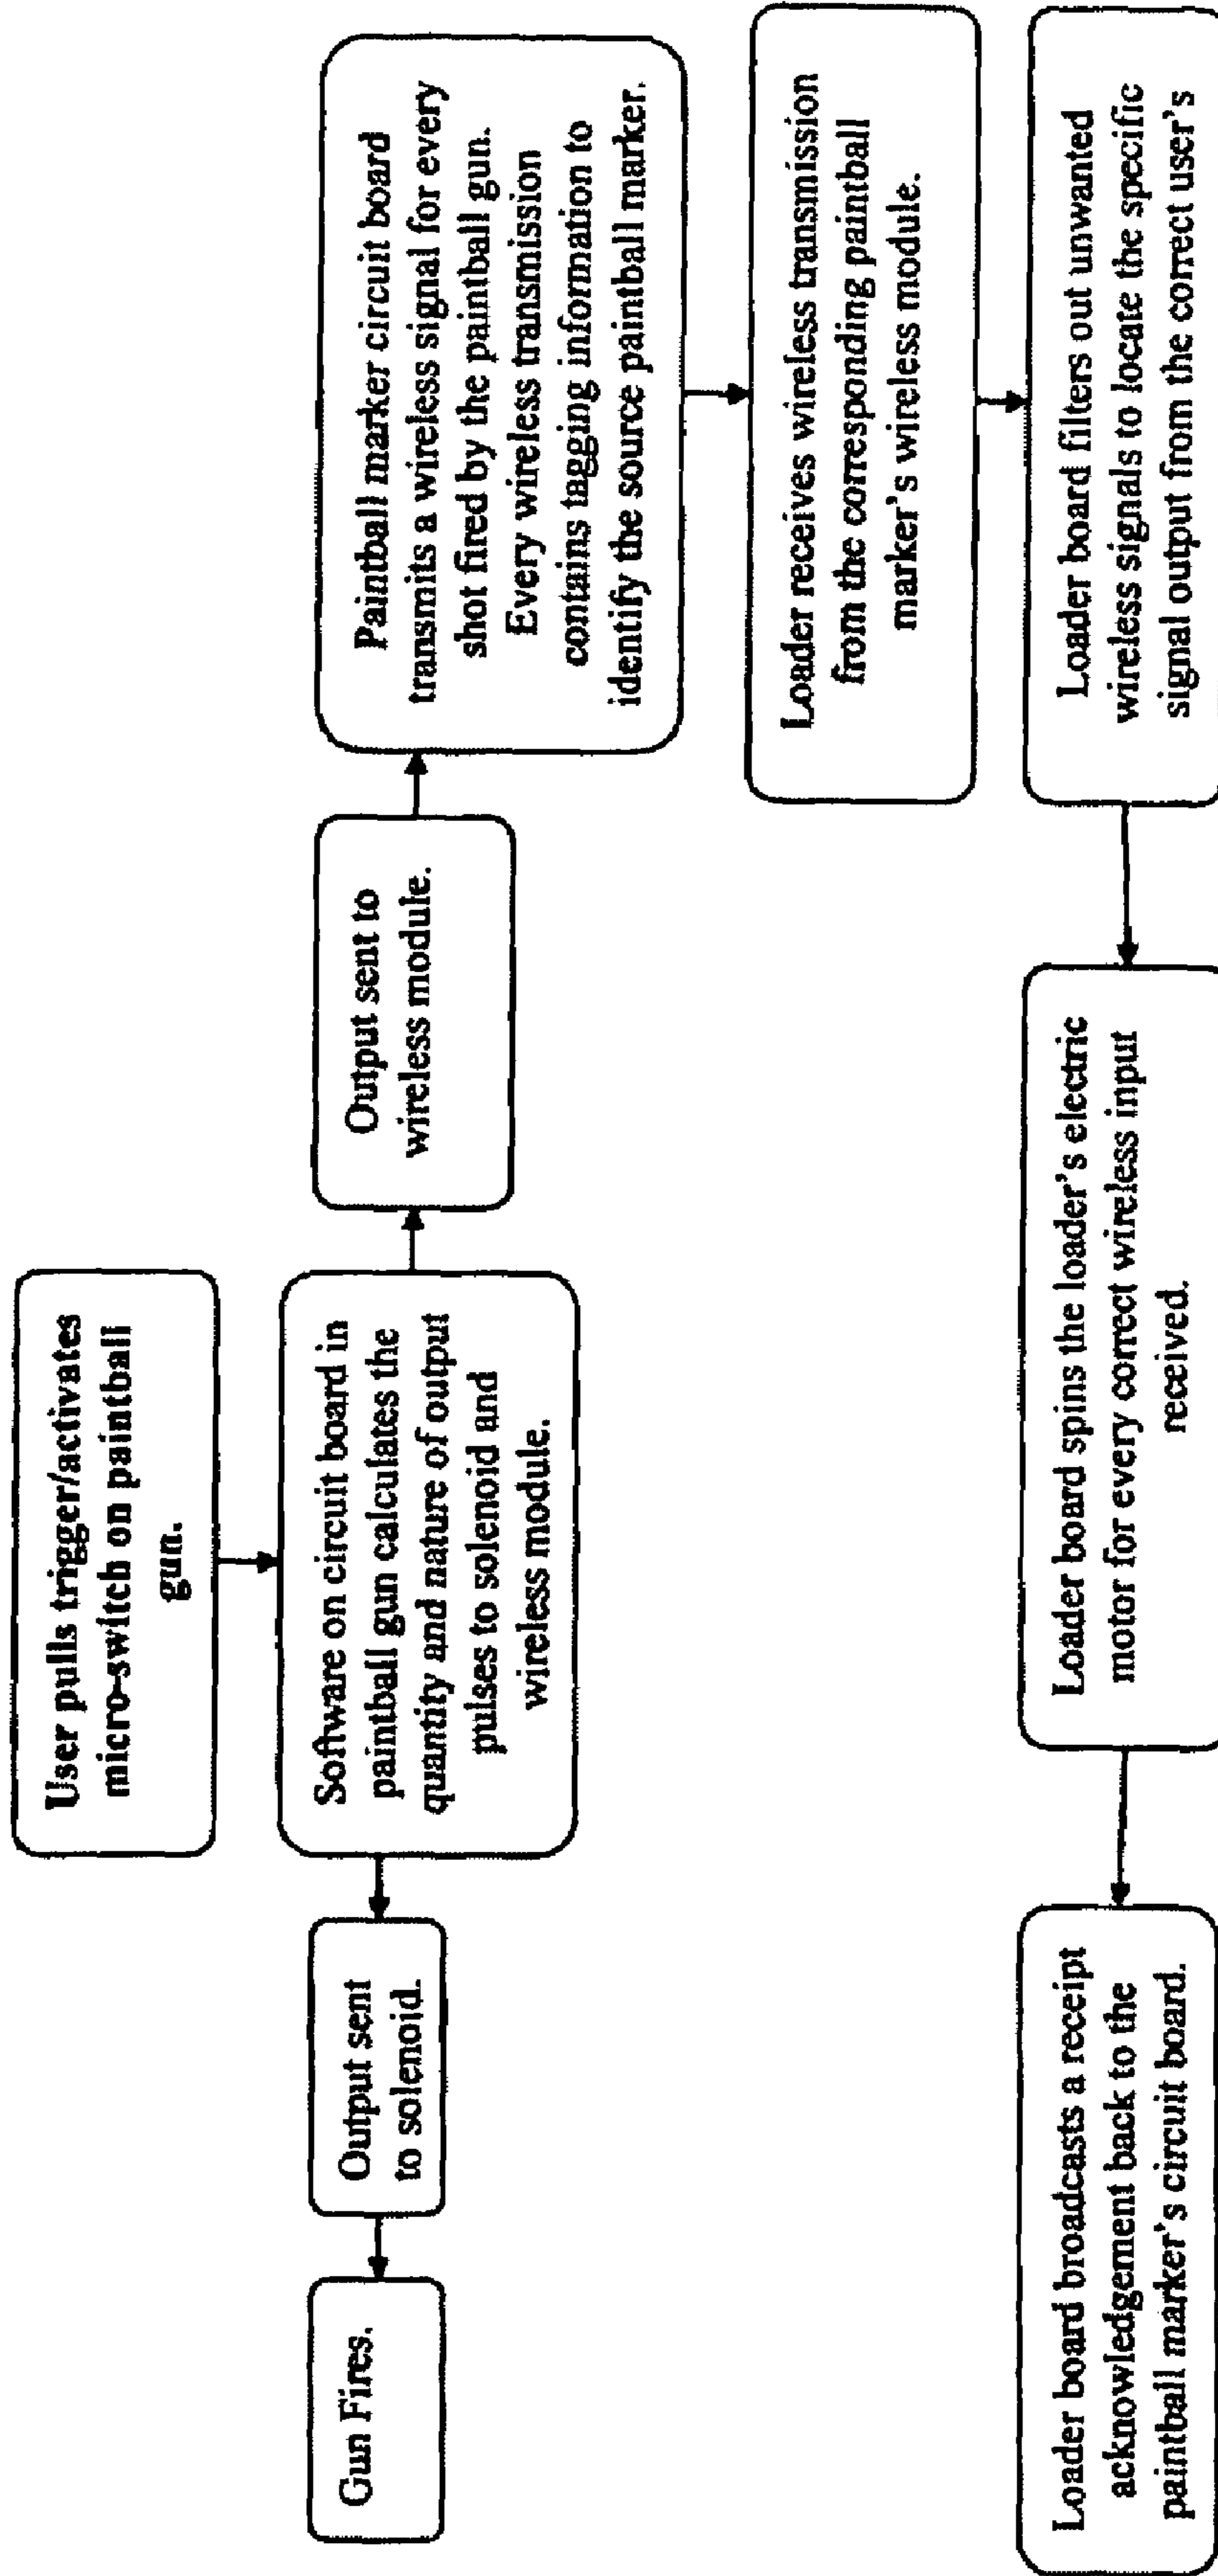 User pulls trigger/activates
micro-switch on paintball
gun.
Software on circuit board in
paintball gun calculates the
quantity and nature of output
pulses to solenoid and
wireless module.
Output sent
to solenoid.
Gun Fires.
Output sent to
wireless module.
Paintball marker circuit board
transmits a wireless signal for every
shot fired by the paintball gun.
Every wireless transmission
contains tagging information to
identify the source paintball marker.
Loader receives wireless transmission
from the corresponding paintball
marker's wireless module.
Loader board filters out unwanted
wireless signals to locate the specific
signal output from the correct user's
Loader board spins the loader's electric
motor for every correct wireless input
received.
Loader board broadcasts a receipt
acknowledgement back to the
paintball marker's circuit board.